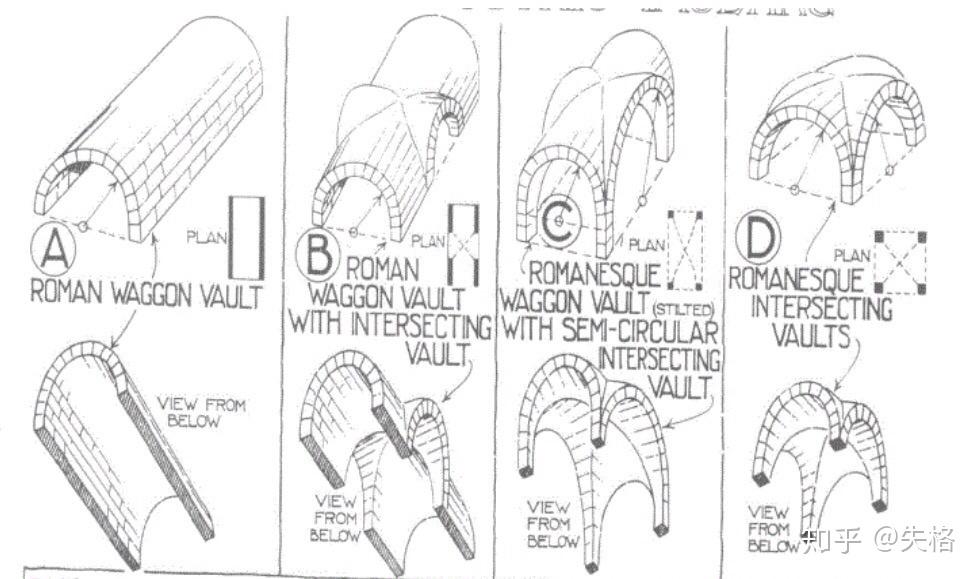 A
PLAN
ROMAN WAGGON VAULT
VIEW FROM
BELOW
B
PLAN
ROMAN
WAGGON VAULT
WITH INTERSECTING
VAULT
VIEW
FROM
BELOW
C
PLAN
ROMANESQUE
WAGGON VAULT (STILTED)
WITH SEMI-CIRCULAR
INTERSECTING
VAULT
VIEW
FROM
BELOW
D
PLAN
ROMANESQUE
INTERSECTING
VAULTS
VIEW
FROM
BELOW
知乎 @失格